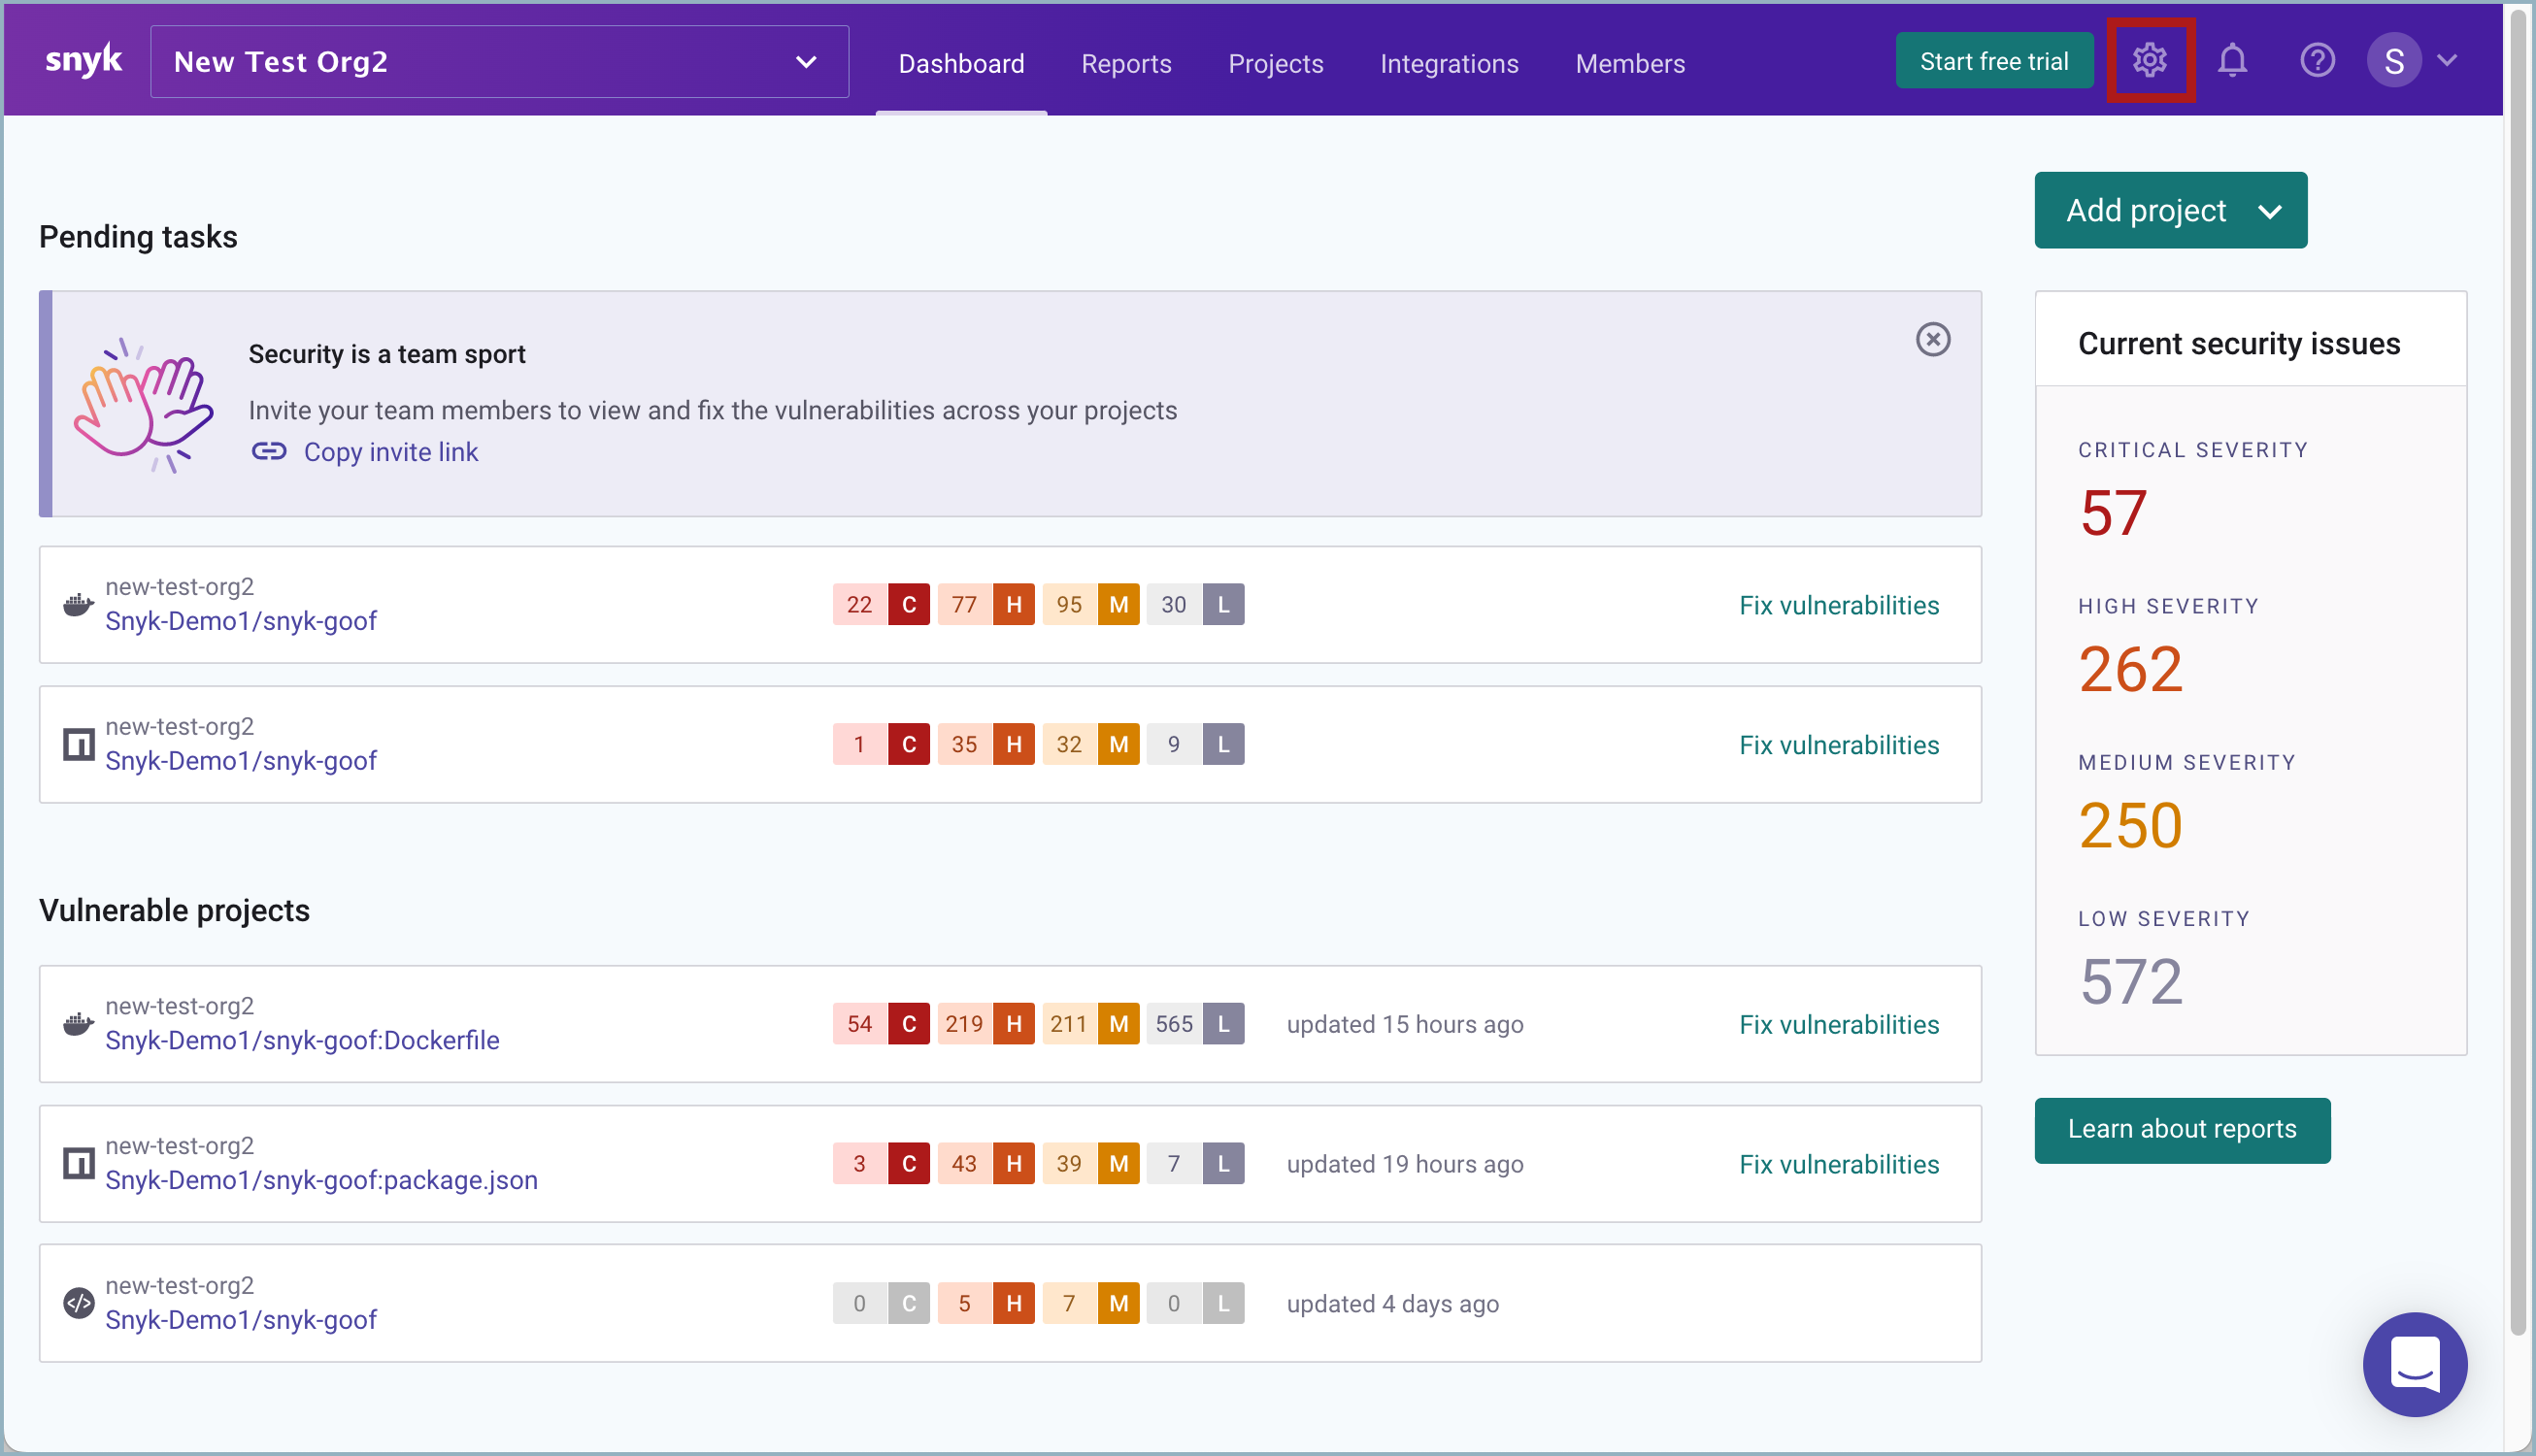 snyk
New Test Org2
Dashboard Reports Projects Integrations Members
Start free trial
S
Add project
Pending tasks
Security is a team sport
Invite your team members to view and fix the vulnerabilities across your projects
Copy invite link
new-test-org2
Snyk-Demo1/snyk-goof
22 C 77 H 95 M 30 L
Fix vulnerabilities
new-test-org2
Snyk-Demo1/snyk-goof
1 C 35 H 32 M 9 L
Fix vulnerabilities
Vulnerable projects
new-test-org2
Snyk-Demo1/snyk-goof:Dockerfile
54 C 219 H 211 M 565 L
updated 15 hours ago
Fix vulnerabilities
new-test-org2
Snyk-Demo1/snyk-goof:package.json
3 C 43 H 39 M 7 L
updated 19 hours ago
Fix vulnerabilities
new-test-org2
Snyk-Demo1/snyk-goof
0 C 5 H 7 M 0 L
updated 4 days ago
Current security issues
CRITICAL SEVERITY
57
HIGH SEVERITY
262
MEDIUM SEVERITY
250
LOW SEVERITY
572
Learn about reports